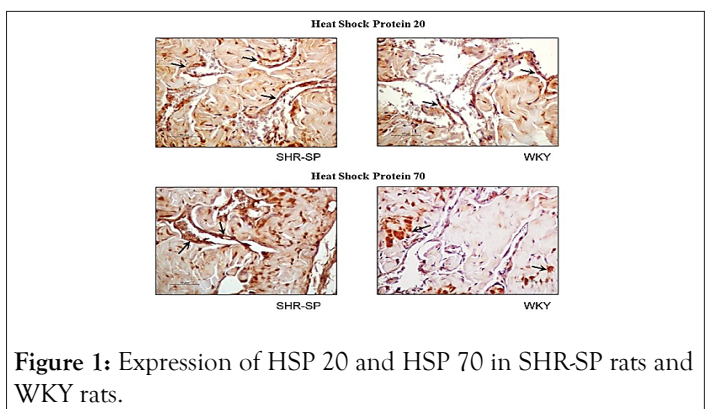 Heat Shock Protein 20
SHR-SP
WKY
Heat Shock Protein 70
SHR-SP
WKY
Figure 1: Expression of HSP 20 and HSP 70 in SHR-SP rats and
WKY rats.